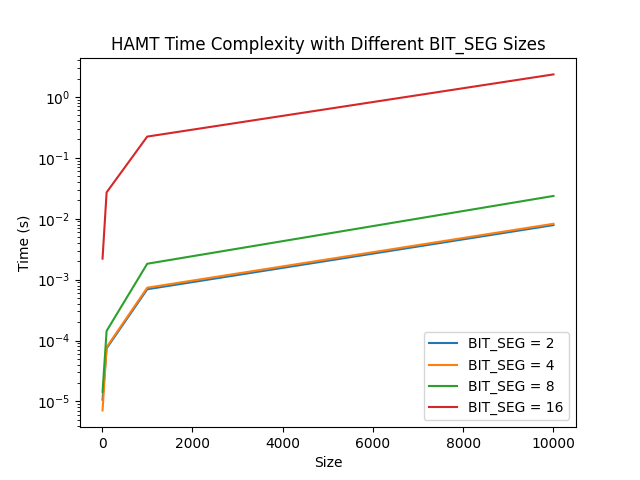 HAMT Time Complexity with Different BIT_SEG Sizes
10⁰
10⁻¹
10⁻²
10⁻³
10⁻⁴
10⁻⁵
Time (s)
BIT_SEG = 2
BIT_SEG = 4
BIT_SEG = 8
BIT_SEG = 16
0 2000 4000 6000 8000 10000
Size